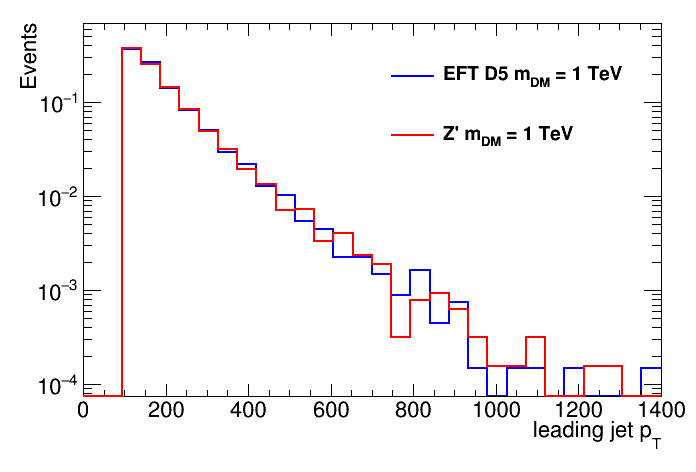 Events
10⁻¹
10⁻²
10⁻³
10⁻⁴
EFT D5 m_DM = 1 TeV
Z' m_DM = 1 TeV
0 200 400 600 800 1000 1200 1400
leading jet p_T